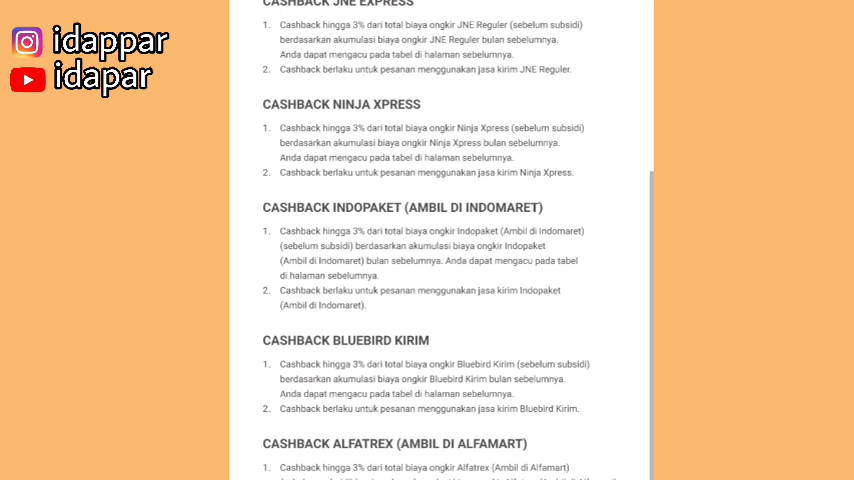 idappar
idapar
CASHBACK JNE EXPRESS
1. Cashback hingga 3% dari total biaya ongkir JNE Reguler (sebelum subsidi)
berdasarkan akumulasi biaya ongkir JNE Reguler bulan sebelumnya.
Anda dapat mengacu pada tabel di halaman sebelumnya.
2. Cashback berlaku untuk pesanan menggunakan jasa kirim JNE Reguler.
CASHBACK NINJA XPRESS
1. Cashback hingga 3% dari total biaya ongkir Ninja Xpress (sebelum subsidi)
berdasarkan akumulasi biaya ongkir Ninja Xpress bulan sebelumnya.
Anda dapat mengacu pada tabel di halaman sebelumnya.
2. Cashback berlaku untuk pesanan menggunakan jasa kirim Ninja Xpress.
CASHBACK INDOPAKET (AMBIL DI INDOMARET)
1. Cashback hingga 3% dari total biaya ongkir Indopaket (Ambil di Indomaret)
(sebelum subsidi) berdasarkan akumulasi biaya ongkir Indopaket
(Ambil di Indomaret) bulan sebelumnya. Anda dapat mengacu pada tabel
di halaman sebelumnya.
2. Cashback berlaku untuk pesanan menggunakan jasa kirim Indopaket
(Ambil di Indomaret).
CASHBACK BLUEBIRD KIRIM
1. Cashback hingga 3% dari total biaya ongkir Bluebird Kirim (sebelum subsidi)
berdasarkan akumulasi biaya ongkir Bluebird Kirim bulan sebelumnya.
Anda dapat mengacu pada tabel di halaman sebelumnya.
2. Cashback berlaku untuk pesanan menggunakan jasa kirim Bluebird Kirim.
CASHBACK ALFATREX (AMBIL DI ALFAMART)
1. Cashback hingga 3% dari total biaya ongkir Alfatrex (Ambil di Alfamart)